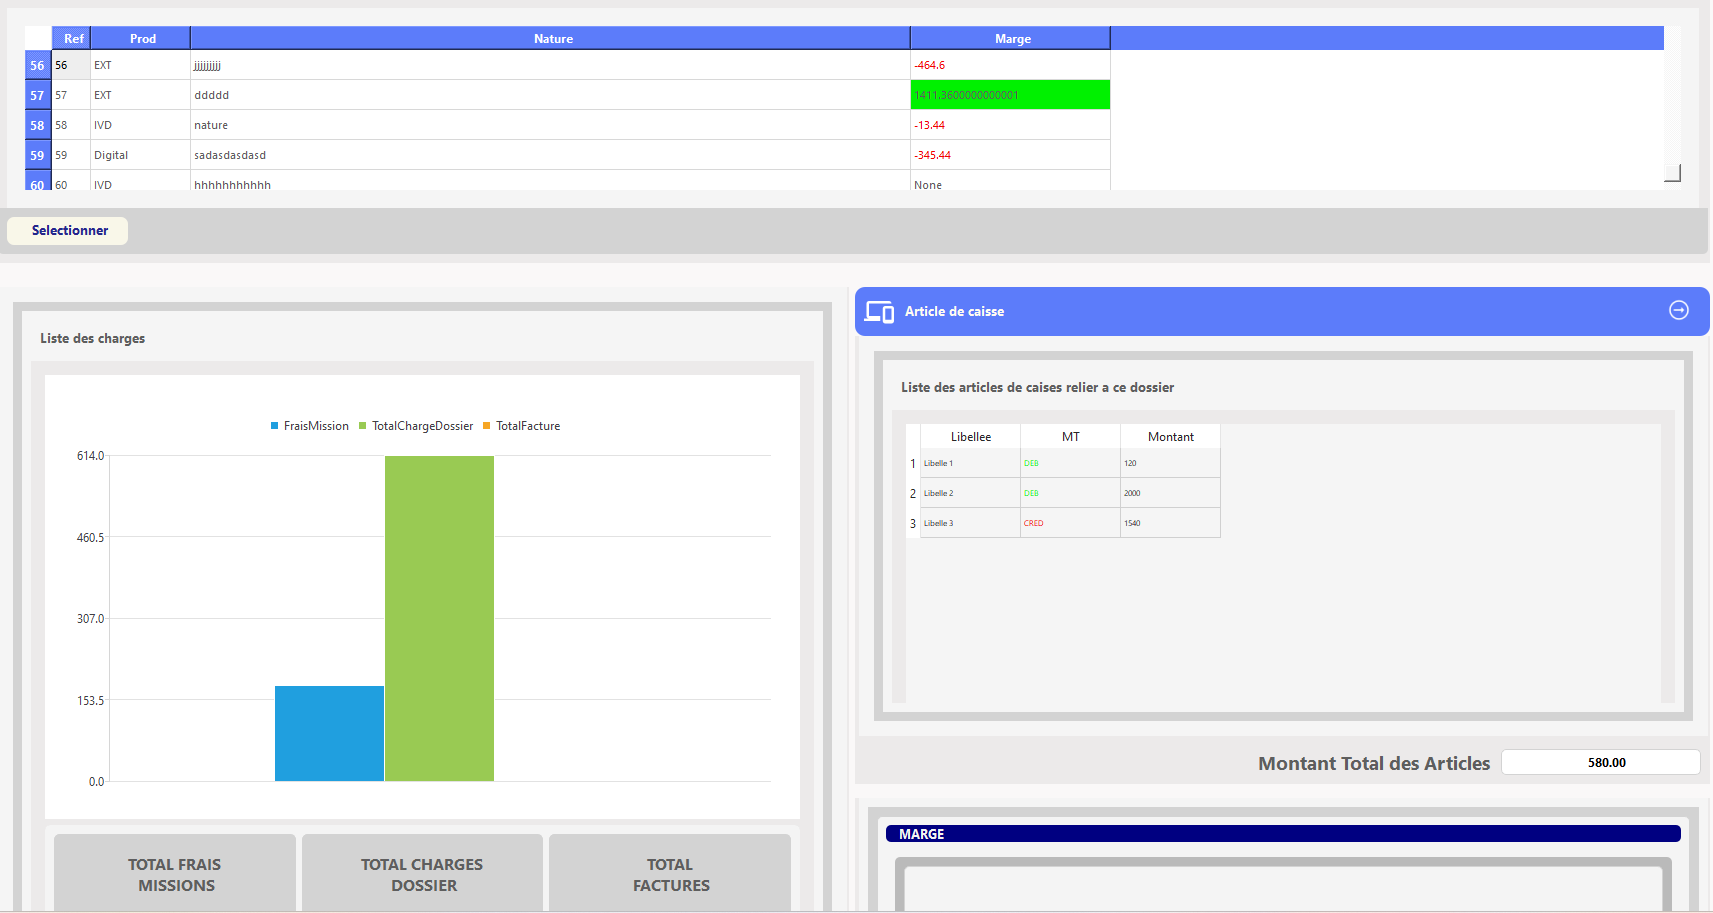 Ref Prod Nature Marge
56 56 EXT jjjjjjjjj -464.6
57 57 EXT ddddd 1411.3600000000001
58 58 IVD nature -13.44
59 59 Digital sadasdasdasd -345.44
60 60 IVD hhhhhhhhhhh None
Selectionner
Liste des charges
FraisMission TotalChargeDossier TotalFacture
614.0
460.5
307.0
153.5
0.0
TOTAL FRAIS
MISSIONS
TOTAL CHARGES
DOSSIER
TOTAL
FACTURES
Article de caisse
Liste des articles de caises relier a ce dossier
Libellee MT Montant
1 Libelle 1 DEB 120
2 Libelle 2 DEB 2000
3 Libelle 3 CRED 1540
Montant Total des Articles 580.00
MARGE